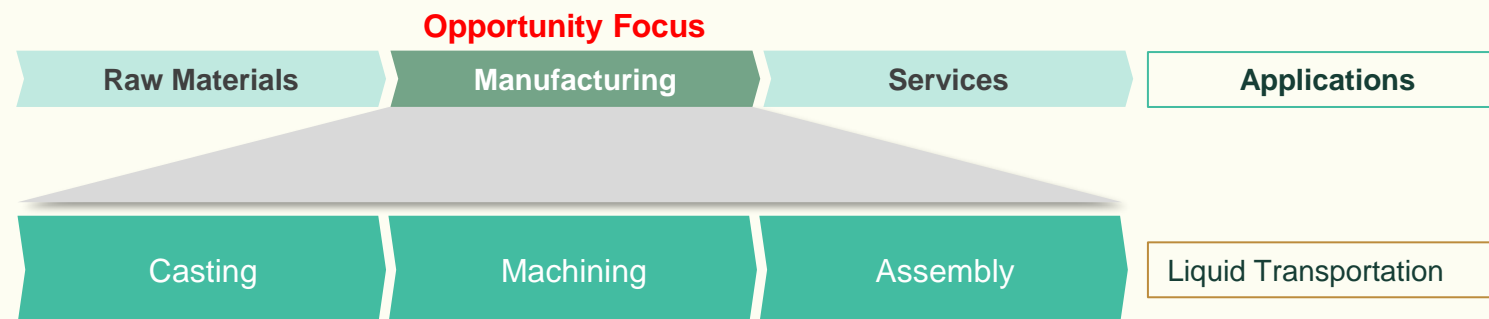 Opportunity Focus
Raw Materials
Manufacturing
Services
Applications
Casting
Machining
Assembly
Liquid Transportation